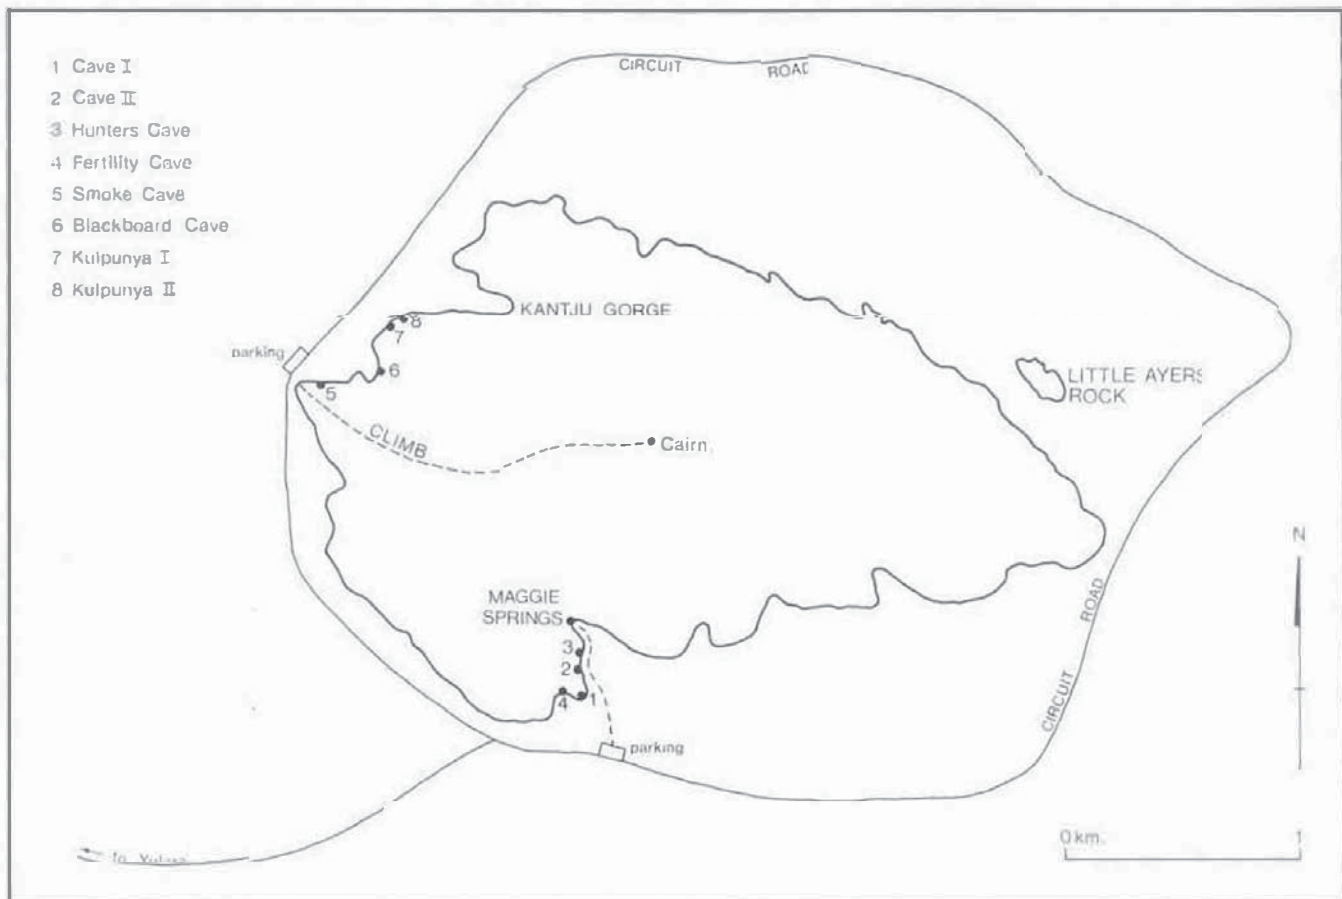 1 Cave I
2 Cave II
3 Hunters Cave
4 Fertility Cave
5 Smoke Cave
6 Blackboard Cave
7 Kulpunya I
8 Kulpunya II
CIRCUIT ROAD
KANTJU GORGE
8
7
parking
6
5
LITTLE AYERS
ROCK
CLIMB
Cairn
N
MAGGIE
SPRINGS
3
2
4
1
ROAD
CIRCUIT
parking
0 km.
1
to